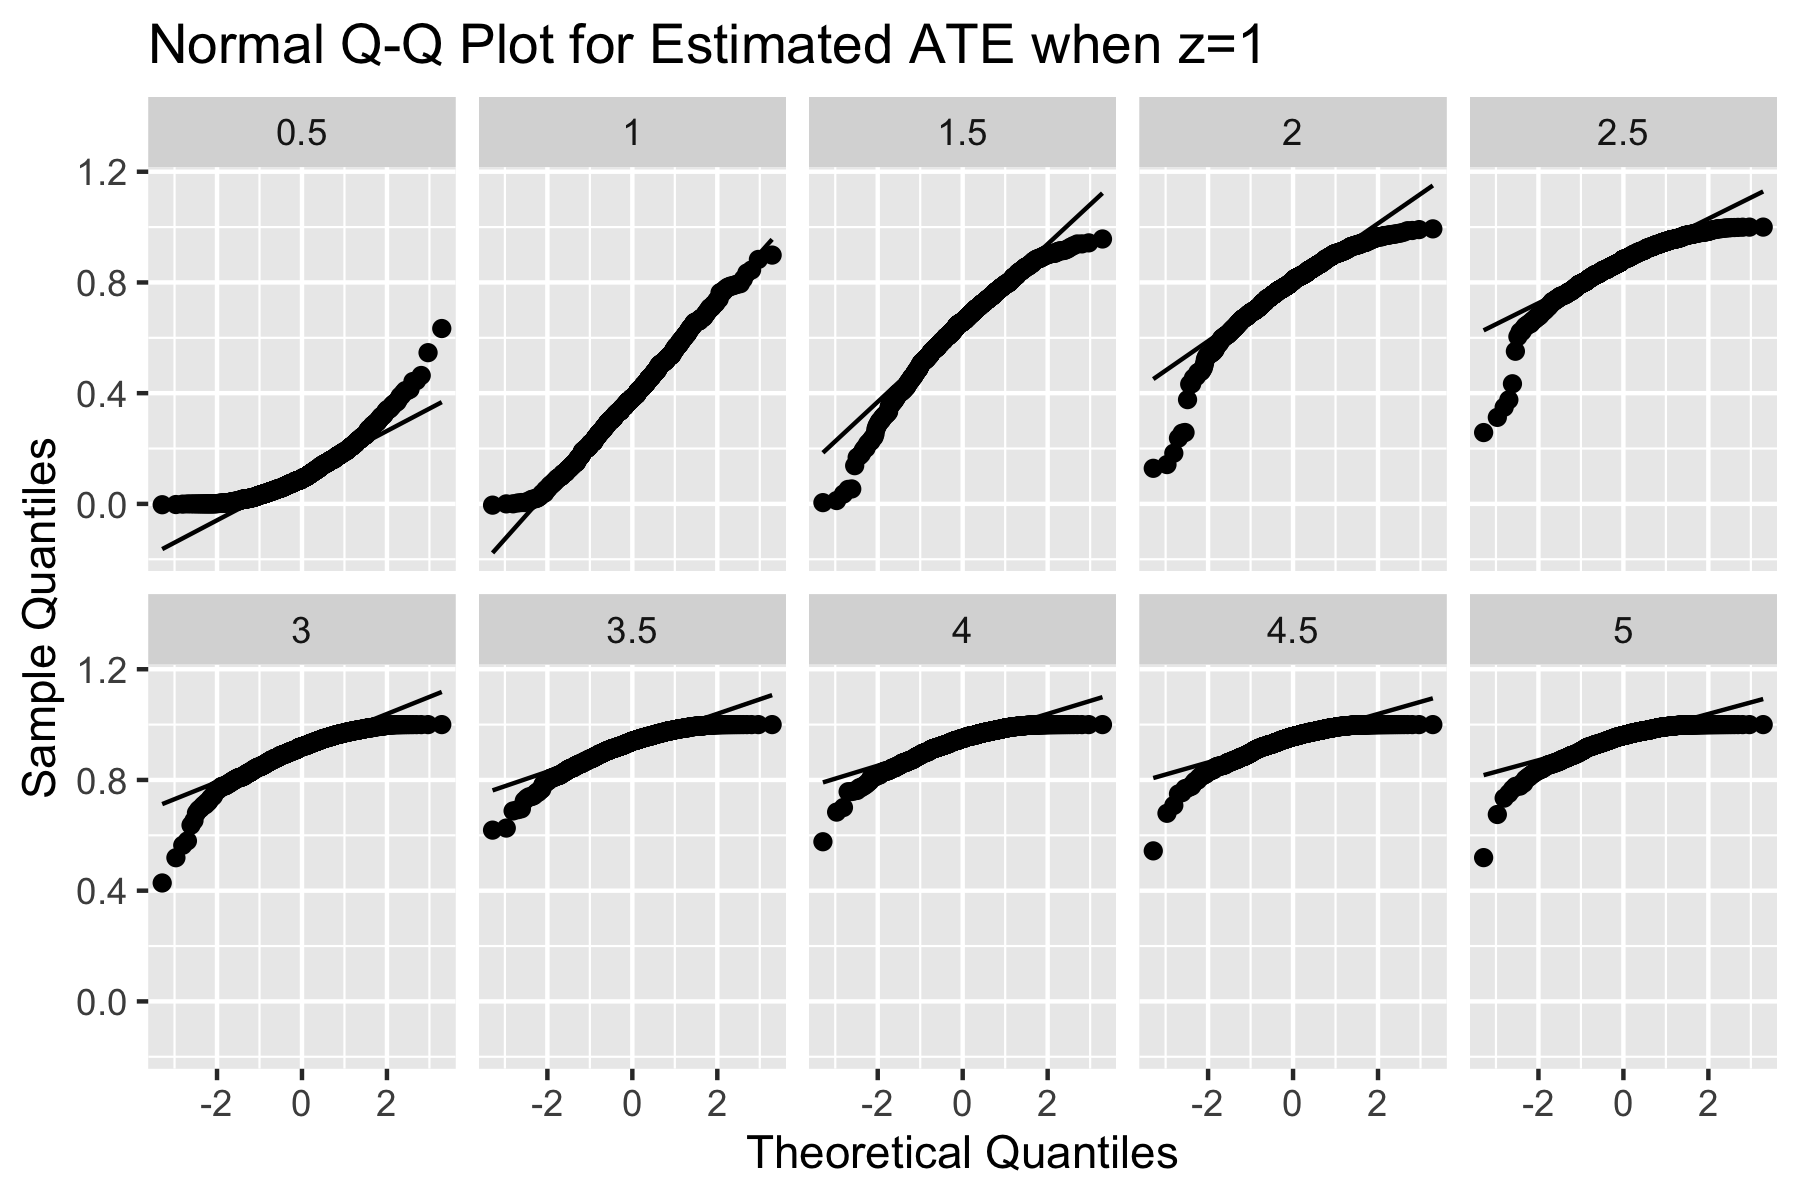 Normal Q-Q Plot for Estimated ATE when z=1
0.5 1 1.5 2 2.5
1.2
0.8
0.4
0.0
3 3.5 4 4.5 5
1.2
0.8
0.4
0.0
-2 0 2 -2 0 2 -2 0 2 -2 0 2 -2 0 2
Theoretical Quantiles
Sample Quantiles